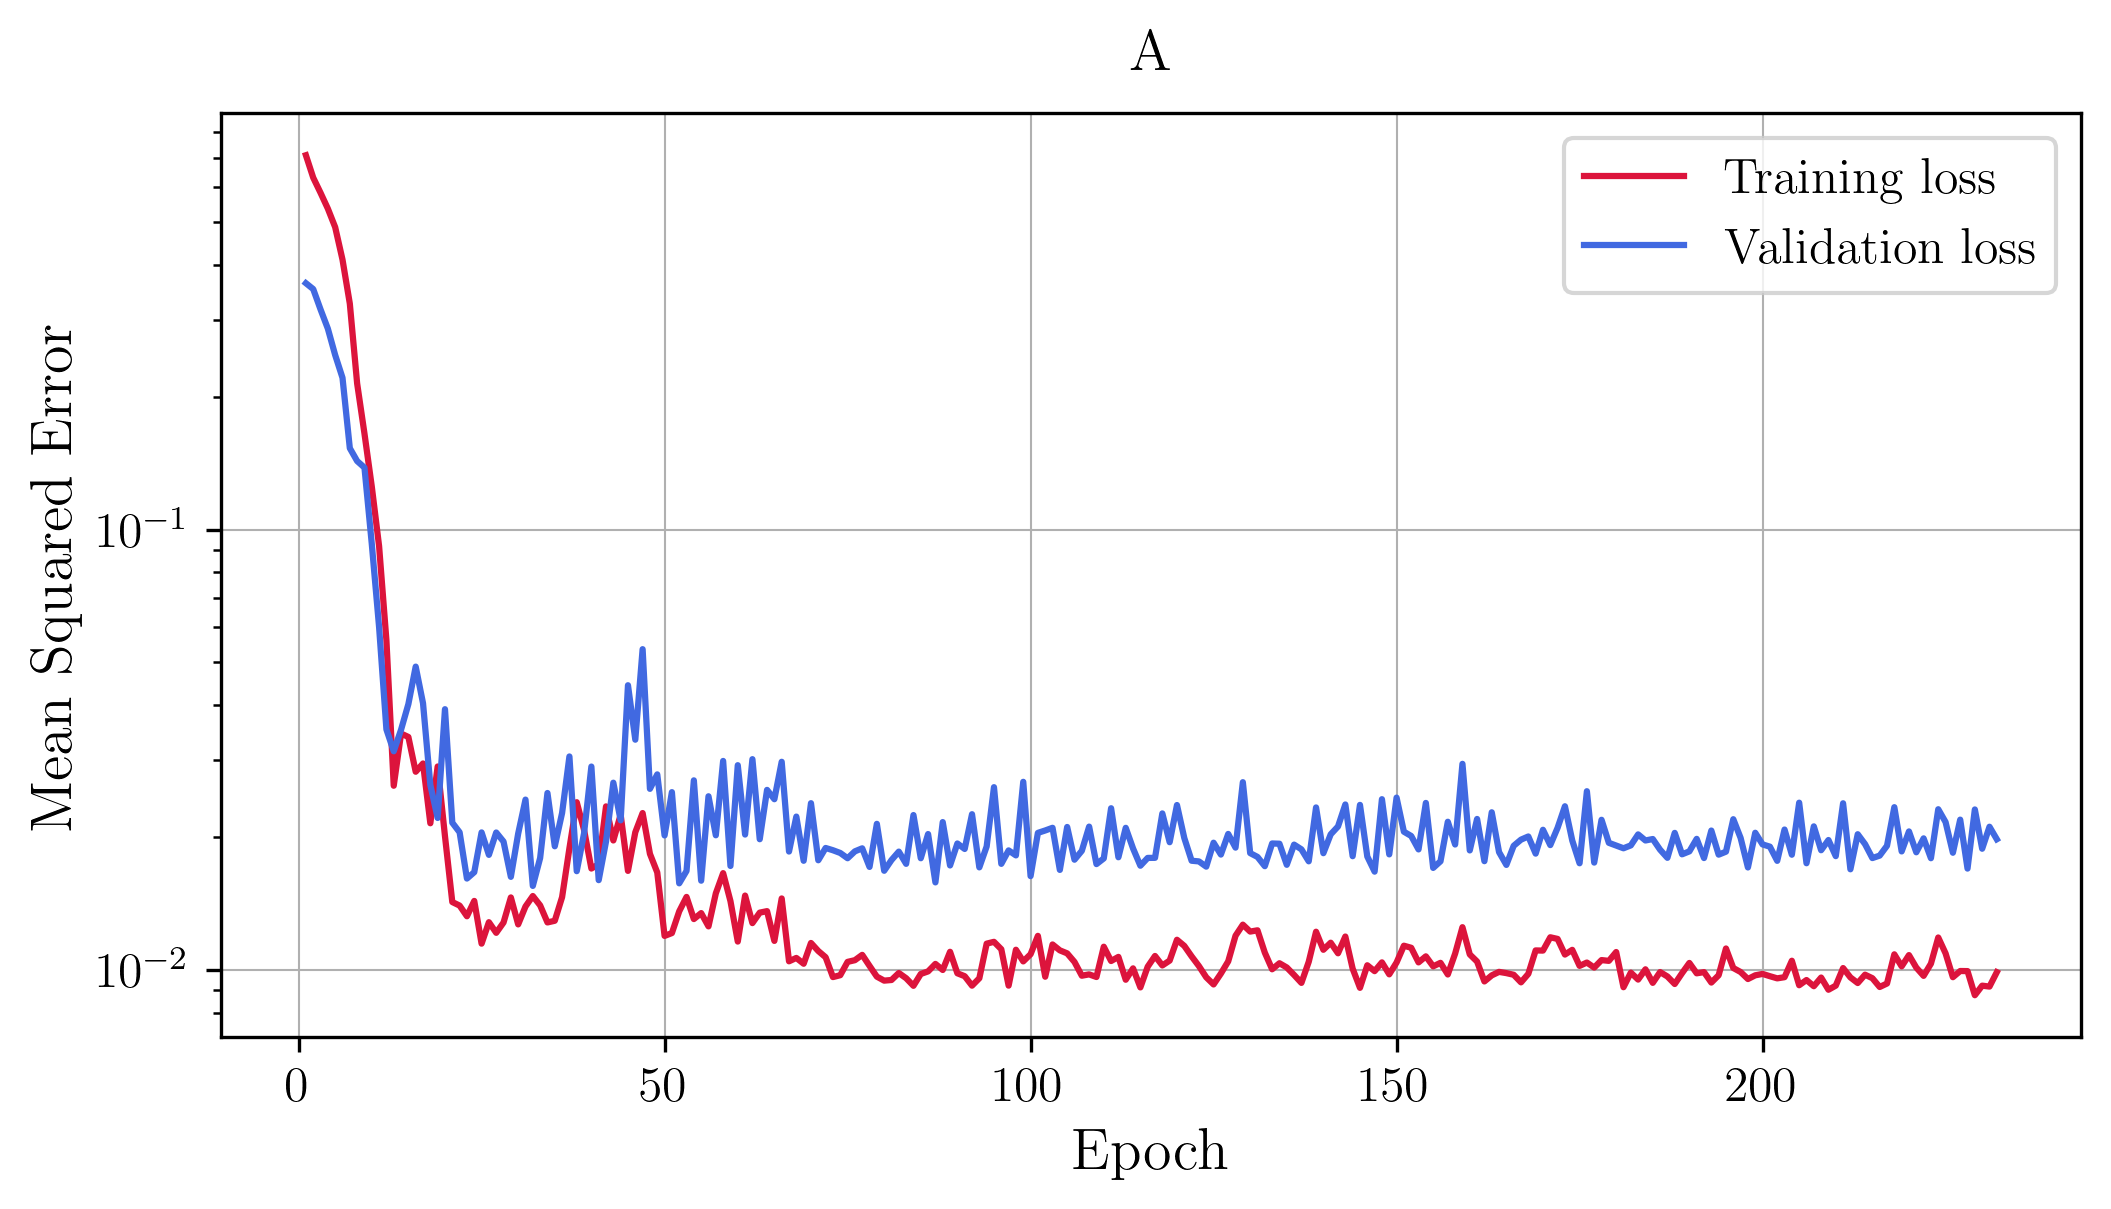 A
Training loss
Validation loss
Mean Squared Error
10⁻¹
10⁻²
0 50 100 150 200
Epoch